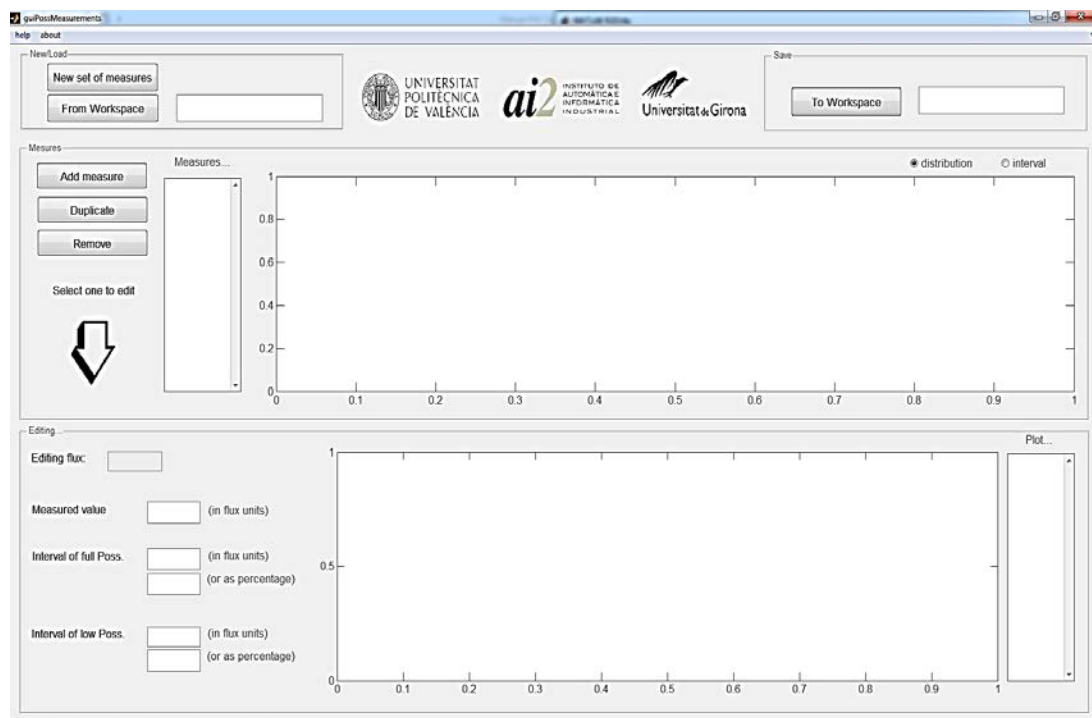 guiPossMeasurements
help about
New/Load
New set of measures
From Workspace
UNIVERSITAT
POLITÈCNICA
DE VALÈNCIA
ai2
INSTITUTO DE
AUTOMÁTICA E
INFORMÁTICA
INDUSTRIAL
Universitat de Girona
Save
To Workspace
Mesures
Add measure
Duplicate
Remove
Select one to edit
Measures...
distribution
interval
1
0.8
0.6
0.4
0.2
0
0 0.1 0.2 0.3 0.4 0.5 0.6 0.7 0.8 0.9 1
Editing...
Editing flux:
Measured value (in flux units)
Interval of full Poss. (in flux units)
(or as percentage)
Interval of low Poss. (in flux units)
(or as percentage)
1
0.5
0
0 0.1 0.2 0.3 0.4 0.5 0.6 0.7 0.8 0.9 1
Plot...